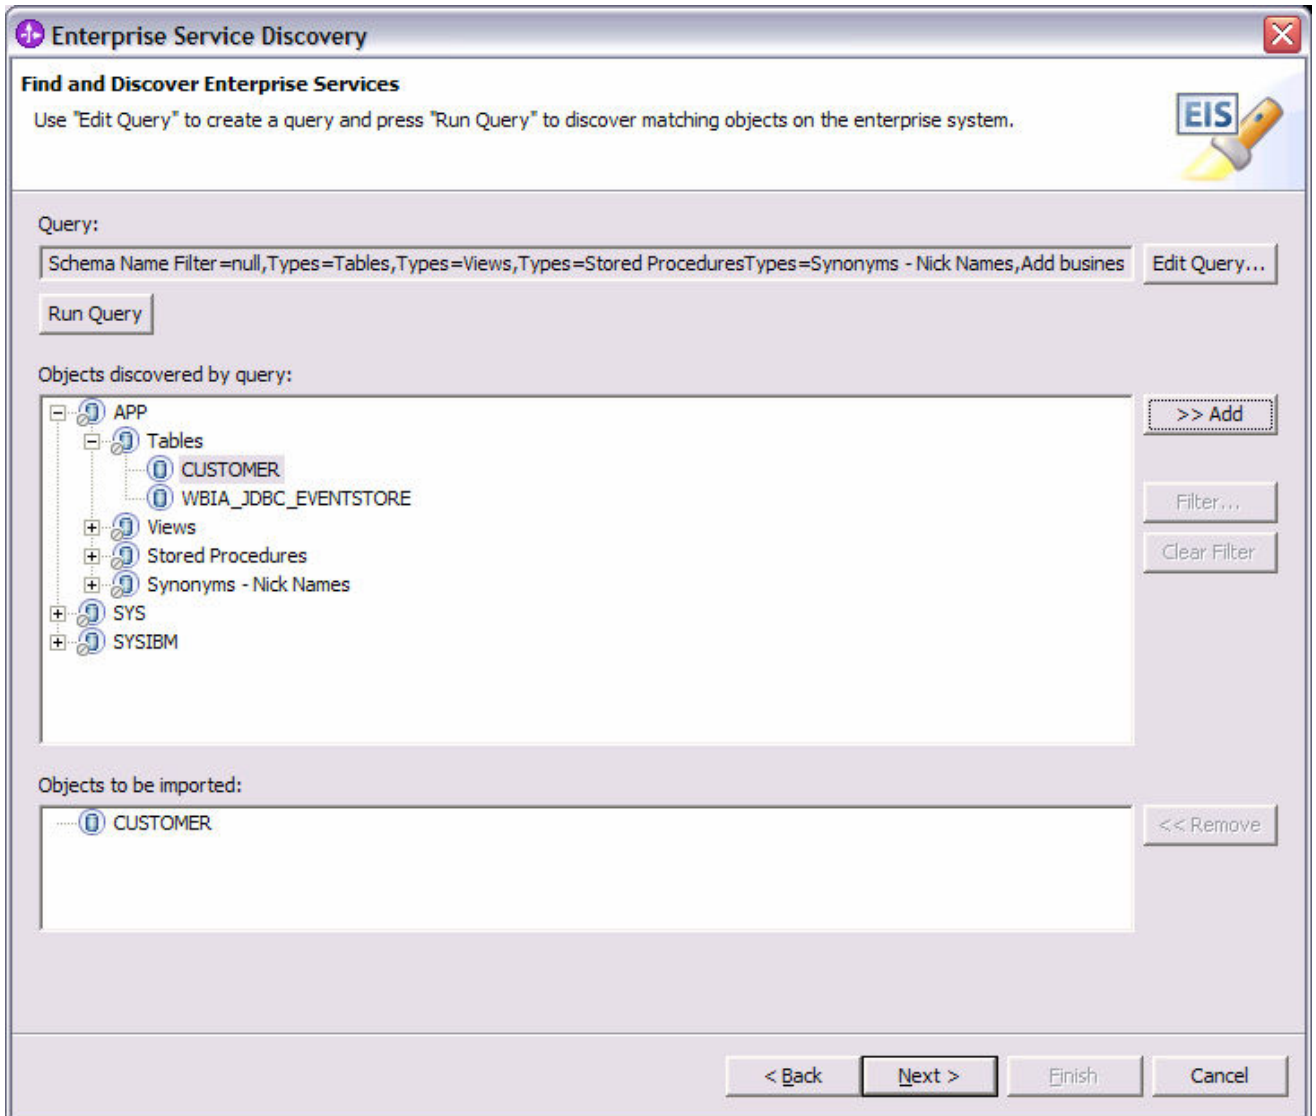 Enterprise Service Discovery
Find and Discover Enterprise Services
Use "Edit Query" to create a query and press "Run Query" to discover matching objects on the enterprise system.
EIS
Query:
Schema Name Filter=null,Types=Tables,Types=Views,Types=Stored ProceduresTypes=Synonyms - Nick Names,Add busines
Edit Query...
Run Query
Objects discovered by query:
APP
>> Add
Tables
CUSTOMER
WBIA_JDBC_EVENTSTORE
Filter...
Views
Stored Procedures
Clear Filter
Synonyms - Nick Names
SYS
SYSIBM
Objects to be imported:
CUSTOMER
<< Remove
< Back
Next >
Finish
Cancel